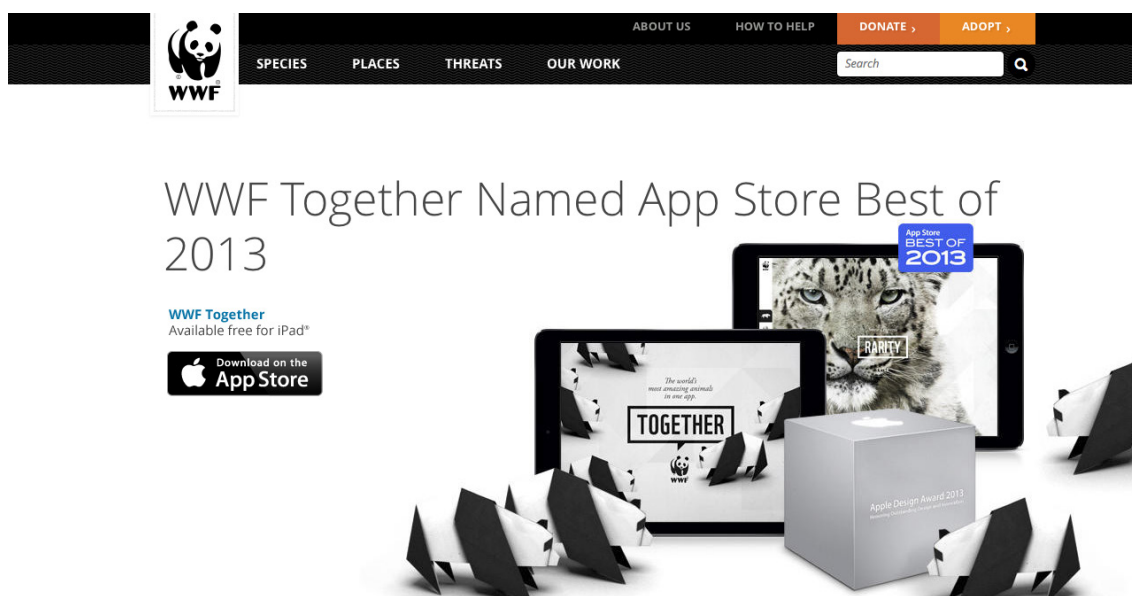 ABOUT US
HOW TO HELP
DONATE ›
ADOPT ›
WWF
SPECIES
PLACES
THREATS
OUR WORK
Search
WWF Together Named App Store Best of
2013
App Store
BEST OF
2013
WWF Together
Available free for iPad®
Download on the
App Store
RARITY
The world's
most amazing animals
in one app.
TOGETHER
WWF
Apple Design Award 2013